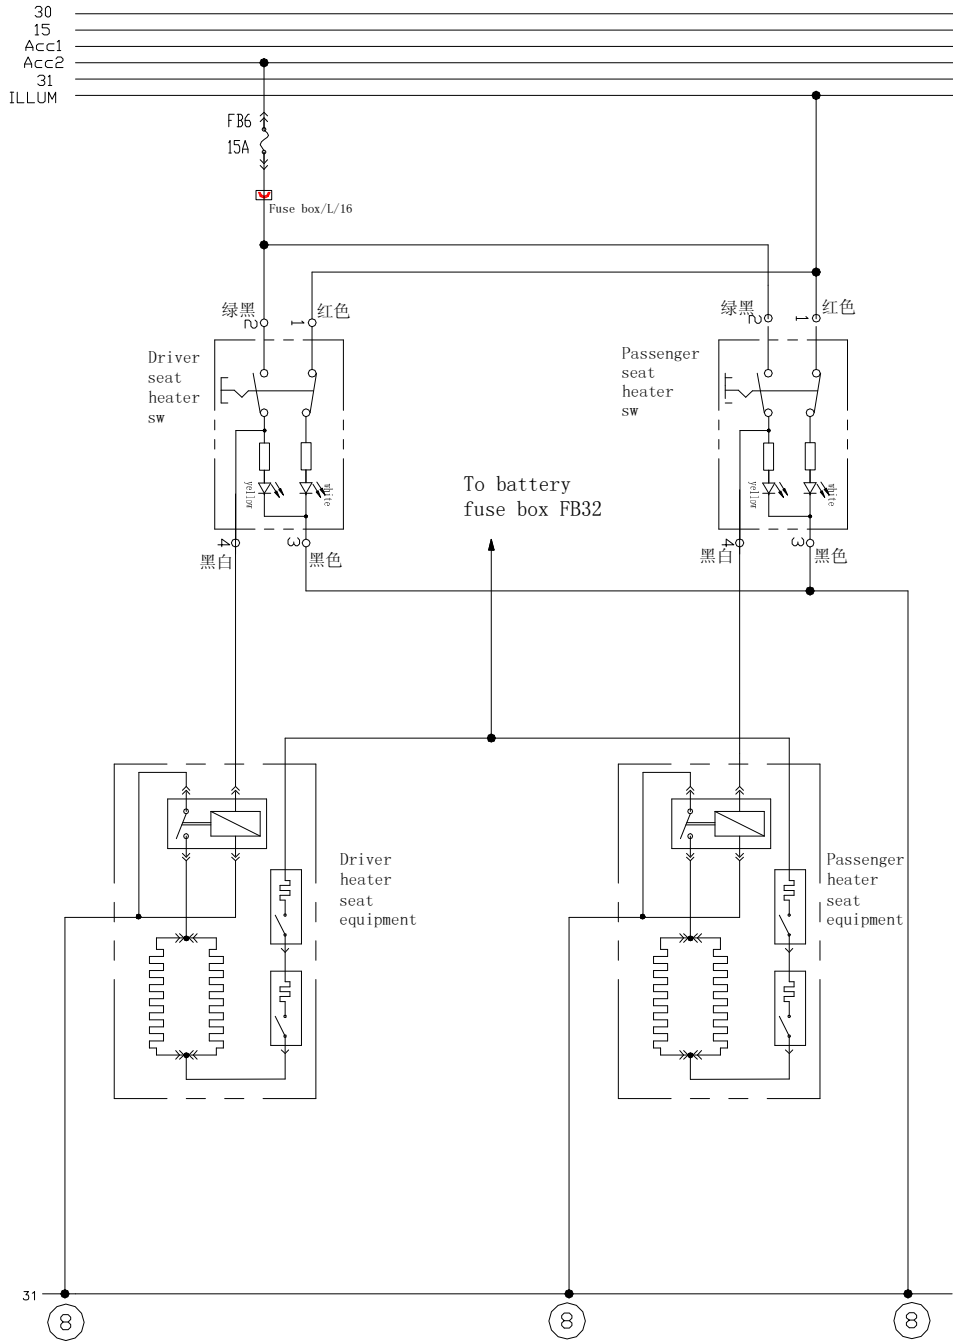 30
15
Acc1
Acc2
31
ILLUM
FB6
15A
Fuse box/L/16
绿黑
2
1
红色
绿黑
2
1
红色
Driver
seat
heater
sw
Passenger
seat
heater
sw
yellow
white
yellow
white
To battery
fuse box FB32
4
黑白
3
黑色
4
黑白
3
黑色
Driver
heater
seat
equipment
Passenger
heater
seat
equipment
31
8
8
8